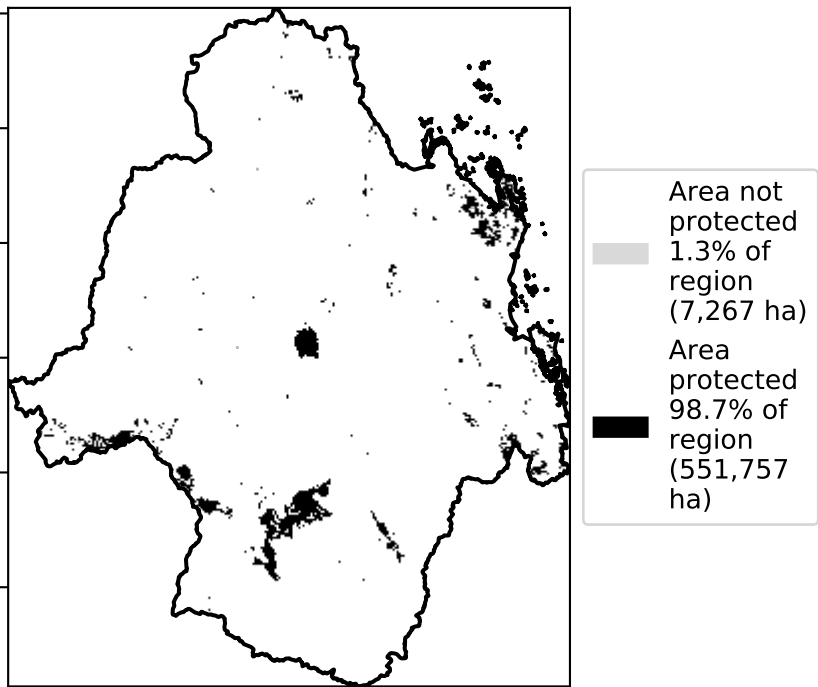 Area not
protected
1.3% of
region
(7,267 ha)
Area
protected
98.7% of
region
(551,757
ha)